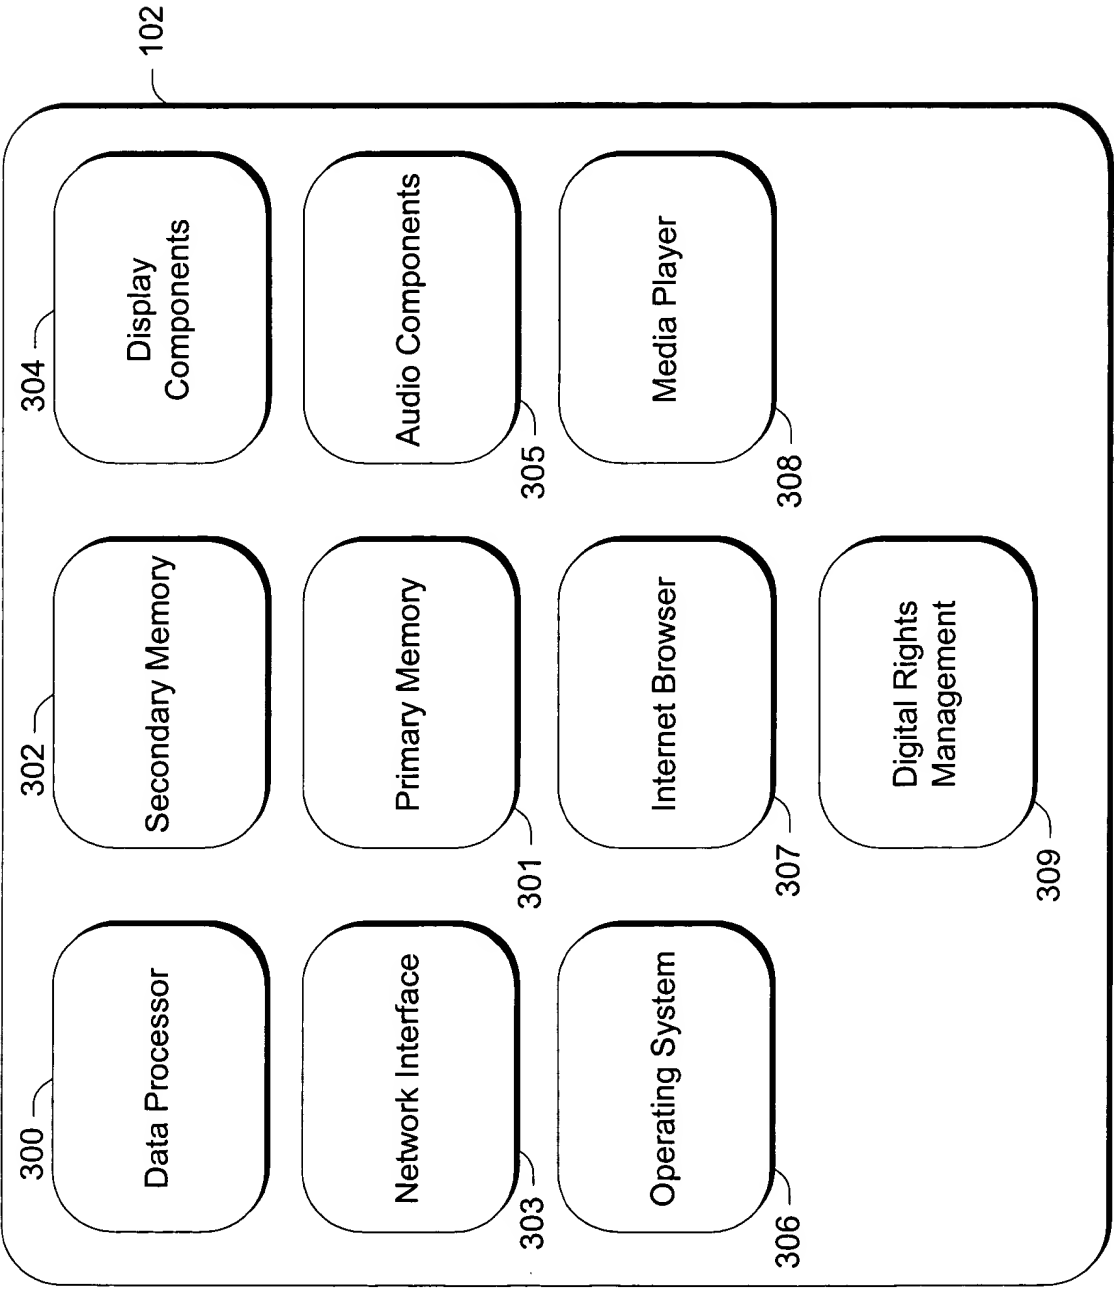 102
300
Data Processor
302
Secondary Memory
304
Display
Components
Network Interface
303
Primary Memory
301
Audio Components
305
Operating System
306
Internet Browser
307
Media Player
308
Digital Rights
Management
309